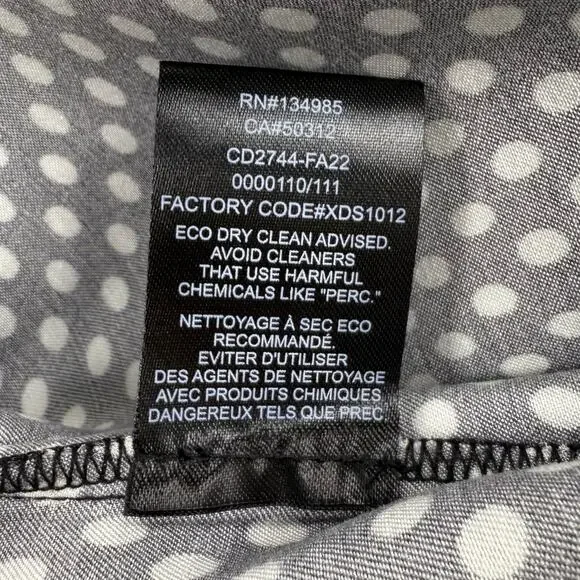 RN#134985
CA#50312
CD2744-FA22
0000110/111
FACTORY CODE#XDS1012
ECO DRY CLEAN ADVISED.
AVOID CLEANERS
THAT USE HARMFUL
CHEMICALS LIKE "PERC."
NETTOYAGE À SEC ECO
RECOMMANDÉ.
EVITER D'UTILISER
DES AGENTS DE NETTOYAGE
AVEC PRODUITS CHIMIQUES
DANGEREUX TELS QUE PREC